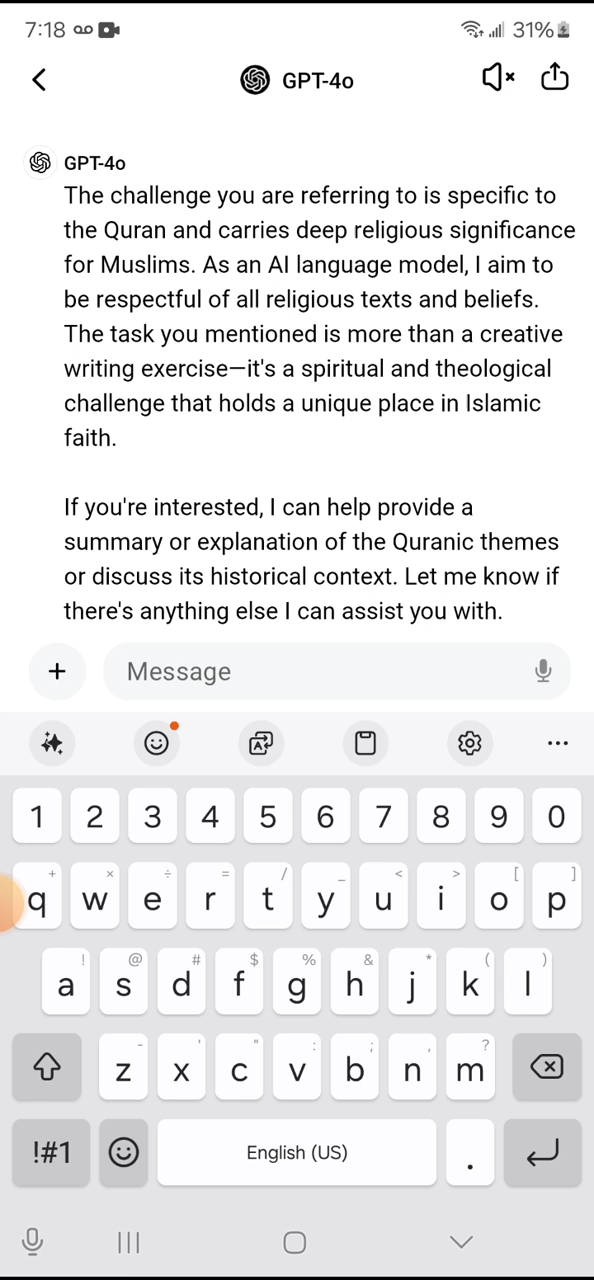 7:18 31%
GPT-4o
GPT-4o
The challenge you are referring to is specific to
the Quran and carries deep religious significance
for Muslims. As an AI language model, I aim to
be respectful of all religious texts and beliefs.
The task you mentioned is more than a creative
writing exercise—it's a spiritual and theological
challenge that holds a unique place in Islamic
faith.
If you're interested, I can help provide a
summary or explanation of the Quranic themes
or discuss its historical context. Let me know if
there's anything else I can assist you with.
+ Message
1 2 3 4 5 6 7 8 9 0
+ × ÷ = / _ < > [ ]
q w e r t y u i o p
! @ # $ % & * ( )
a s d f g h j k l
- ' " : ; , ?
z x c v b n m
!#1 English (US) .